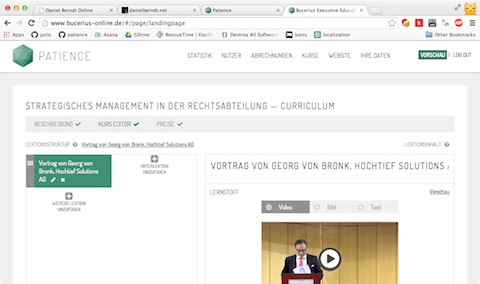 Daniel Berndt Online
danielberndt.net
Patience
Bucerius Executive Educat
www.bucerius-online.de/#/page/landingpage
Apps
junio
patience
Asana
Drive
RescueTime
GDrive
Destroy All Software
Icons
localization
Other Bookmarks
PATIENCE
STATISTIK NUTZER ABRECHNUNGEN KURSE WEBSITE IHRE DATEN
VORSCHAU | LOG OUT
STRATEGISCHES MANAGEMENT IN DER RECHTSABTEILUNG — CURRICULUM
BESCHREIBUNG KURS EDITOR PREISE
LEKTIONSSTRUKTUR Vortrag von Georg von Bronk, Hochtief Solutions AG
LEKTIONSINHALT
Vortrag von Georg von
Bronk, Hochtief Solutions
AG
UNTERLEKTION
HINZUFÜGEN
WEITERE LEKTION
HINZUFÜGEN
VORTRAG VON GEORG VON BRONK, HOCHTIEF SOLUTIONS
LERNSTOFF
Vorschau
Video Bild Text